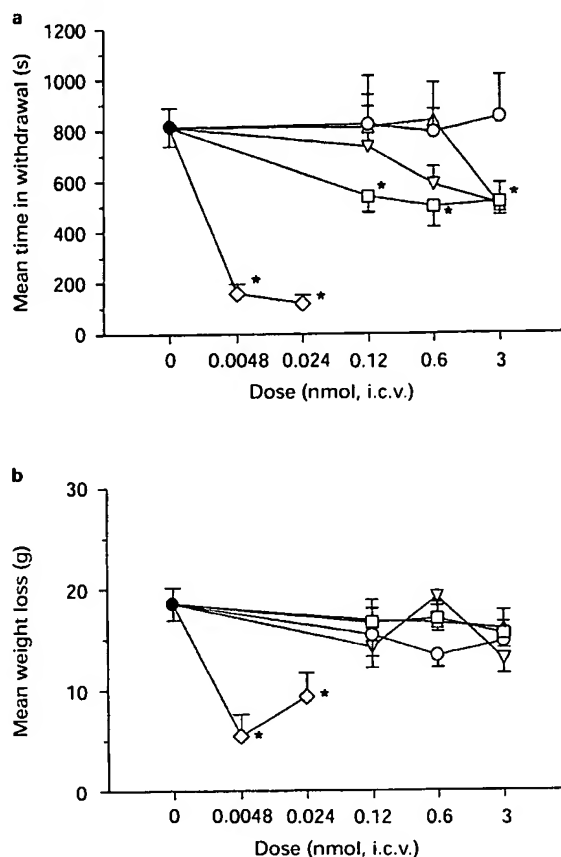 a
1200
1000
800
600
400
200
0
Mean time in withdrawal (s)
* * * * *
0 0.0048 0.024 0.12 0.6 3
Dose (nmol, i.c.v.)
b
30
20
10
0
Mean weight loss (g)
* *
0 0.0048 0.024 0.12 0.6 3
Dose (nmol, i.c.v.)